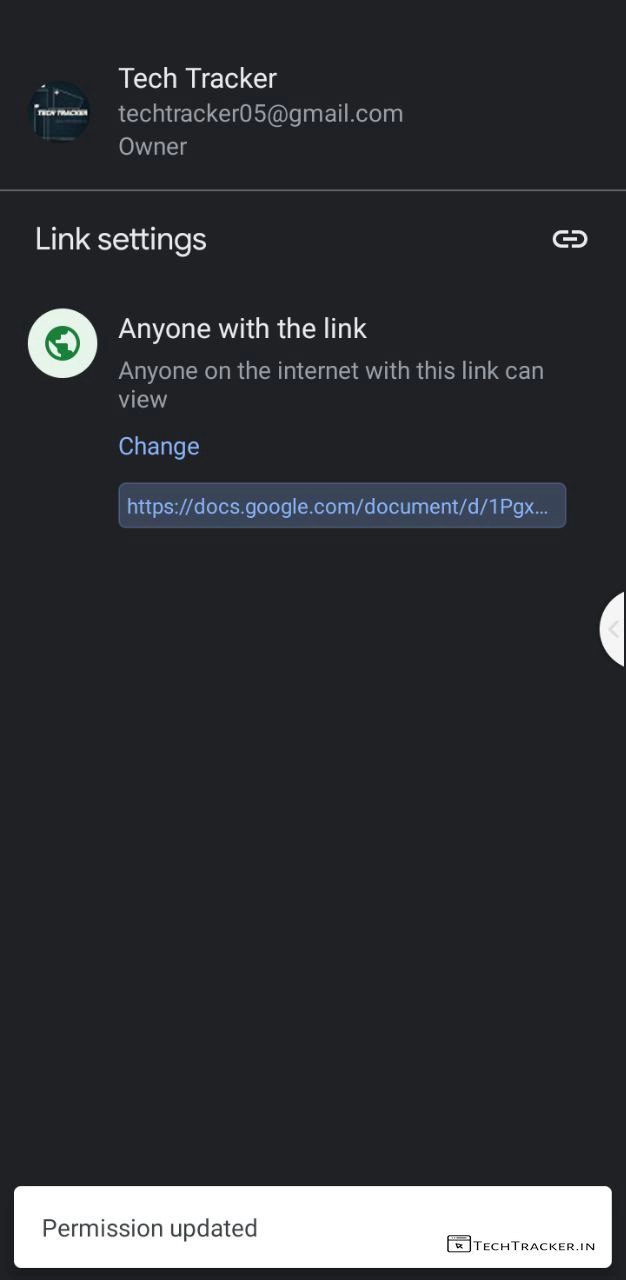 Tech Tracker
TECH TRACKER
techtracker05@gmail.com
Owner
Link settings
Anyone with the link
Anyone on the internet with this link can
view
Change
https://docs.google.com/document/d/1Pgx...
Permission updated
TECHTRACKER.IN